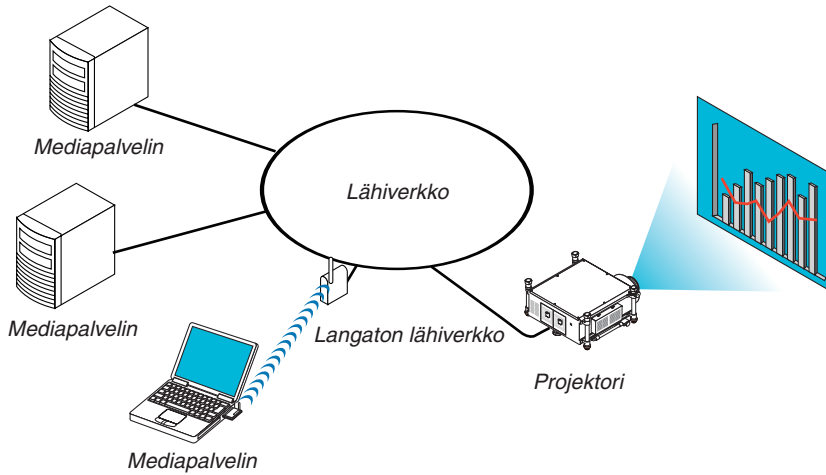 Mediapalvelin
Lähiverkko
Mediapalvelin
Langaton lähiverkko
Projektori
Mediapalvelin